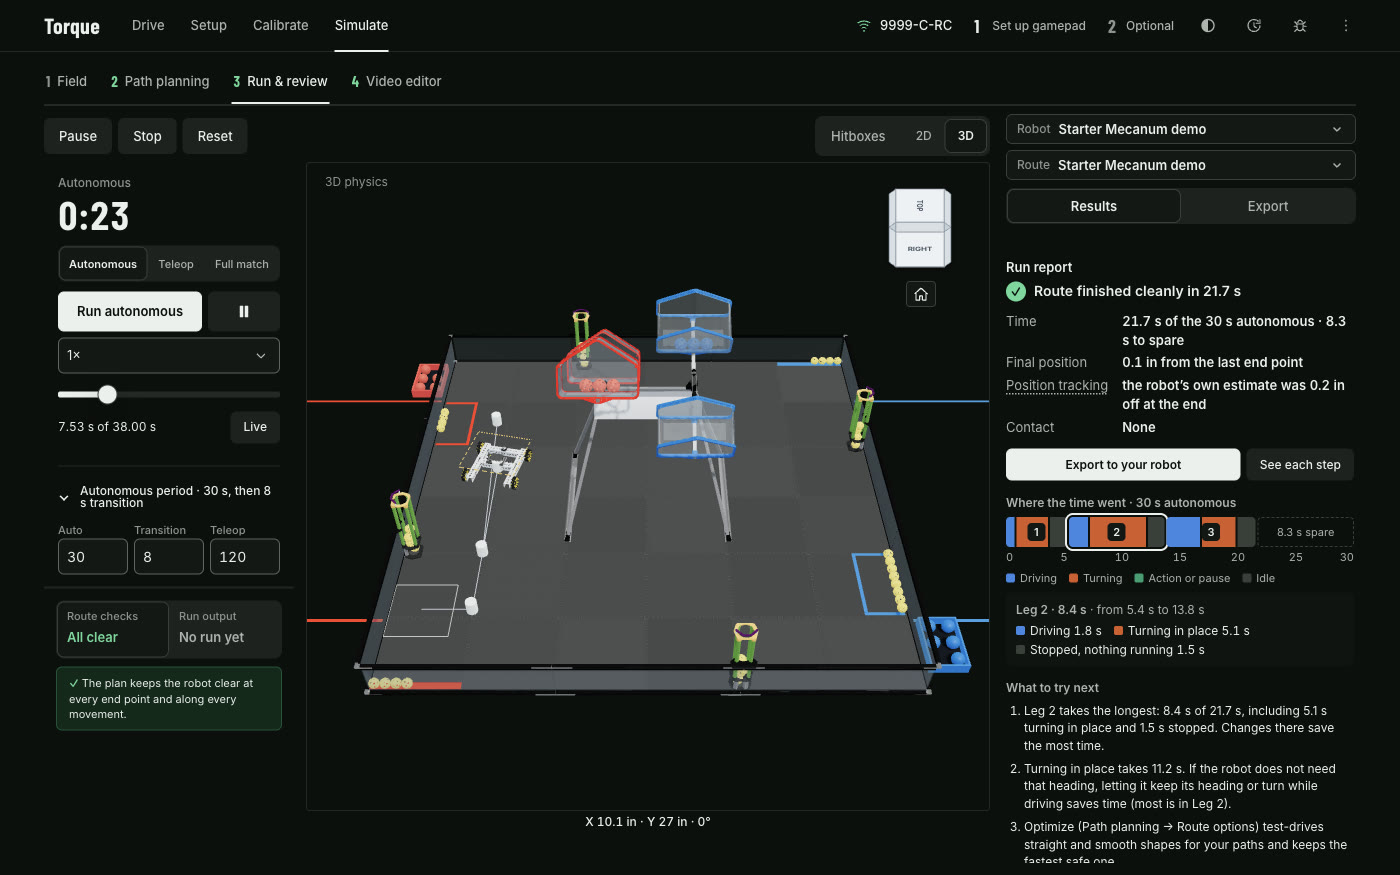 Torque Drive Setup Calibrate Simulate 9999-C-RC 1 Set up gamepad 2 Optional
1 Field 2 Path planning 3 Run & review 4 Video editor
Pause Stop Reset
Hitboxes 2D 3D
Autonomous
0:23
Autonomous Teleop Full match
Run autonomous
1×
7.53 s of 38.00 s Live
Autonomous period · 30 s, then 8
s transition
Auto Transition Teleop
30 8 120
Route checks Run output
All clear No run yet
✓ The plan keeps the robot clear at
every end point and along every
movement.
3D physics
TOP
RIGHT
X 10.1 in · Y 27 in · 0°
Robot Starter Mecanum demo
Route Starter Mecanum demo
Results Export
Run report
Route finished cleanly in 21.7 s
Time 21.7 s of the 30 s autonomous · 8.3
s to spare
Final position 0.1 in from the last end point
Position tracking the robot's own estimate was 0.2 in
off at the end
Contact None
Export to your robot See each step
Where the time went · 30 s autonomous
1 2 3 8.3 s spare
0 5 10 15 20 25 30
Driving Turning Action or pause Idle
Leg 2 · 8.4 s · from 5.4 s to 13.8 s
Driving 1.8 s Turning in place 5.1 s
Stopped, nothing running 1.5 s
What to try next
1. Leg 2 takes the longest: 8.4 s of 21.7 s, including 5.1 s
turning in place and 1.5 s stopped. Changes there save
the most time.
2. Turning in place takes 11.2 s. If the robot does not need
that heading, letting it keep its heading or turn while
driving saves time (most is in Leg 2).
3. Optimize (Path planning → Route options) test-drives
straight and smooth shapes for your paths and keeps the
fastest safe one.